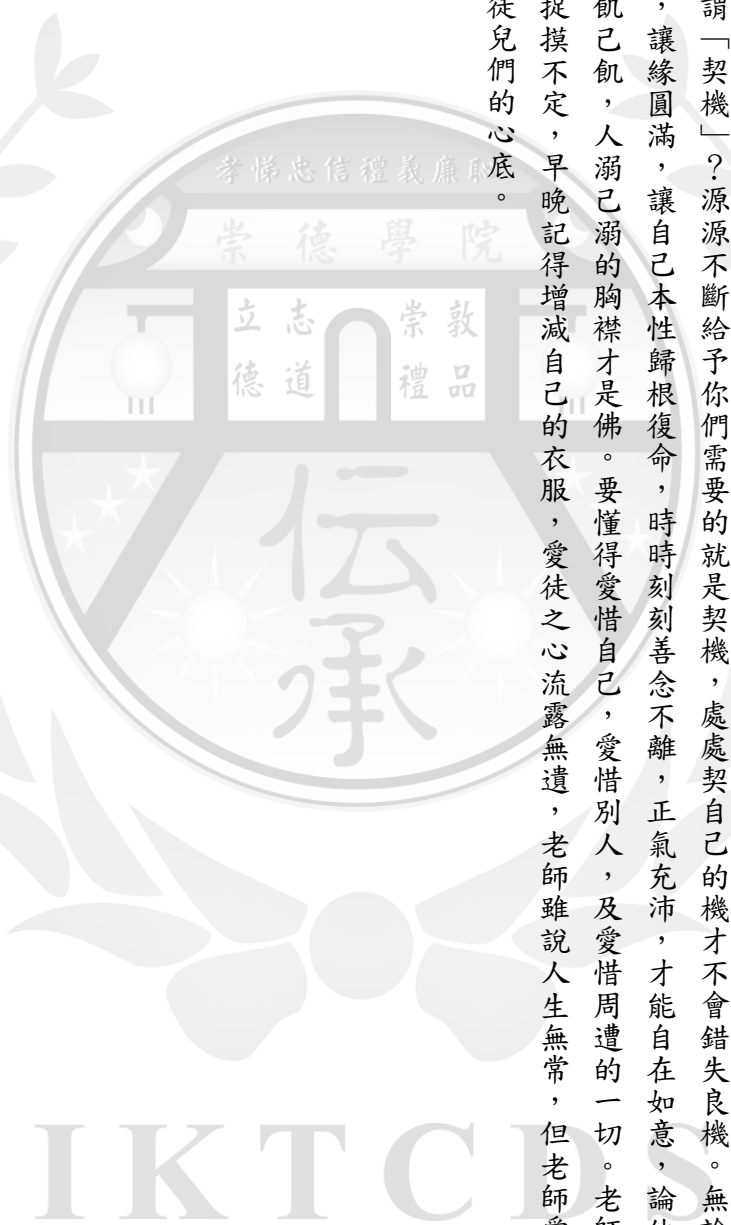 謂「契機」？源源不斷給予你們需要的就是契機，處處契自己的機才不會錯失良機。無
，讓緣圓滿，讓自己本性歸根復命，時時刻刻善念不離，正氣充沛，才能自在如意，論
飢己飢，人溺己溺的胸襟才是佛。要懂得愛惜自己，愛惜別人，及愛惜周遭的一切。老
捉摸不定，早晚記得增減自己的衣服，愛徒之心流露無遺，老師雖說人生無常，但老師
徒兒們的心底。
孝悌忠信禮義廉恥
崇德學院
立志 崇敦
德道 禮品
伝承
IKTCDS